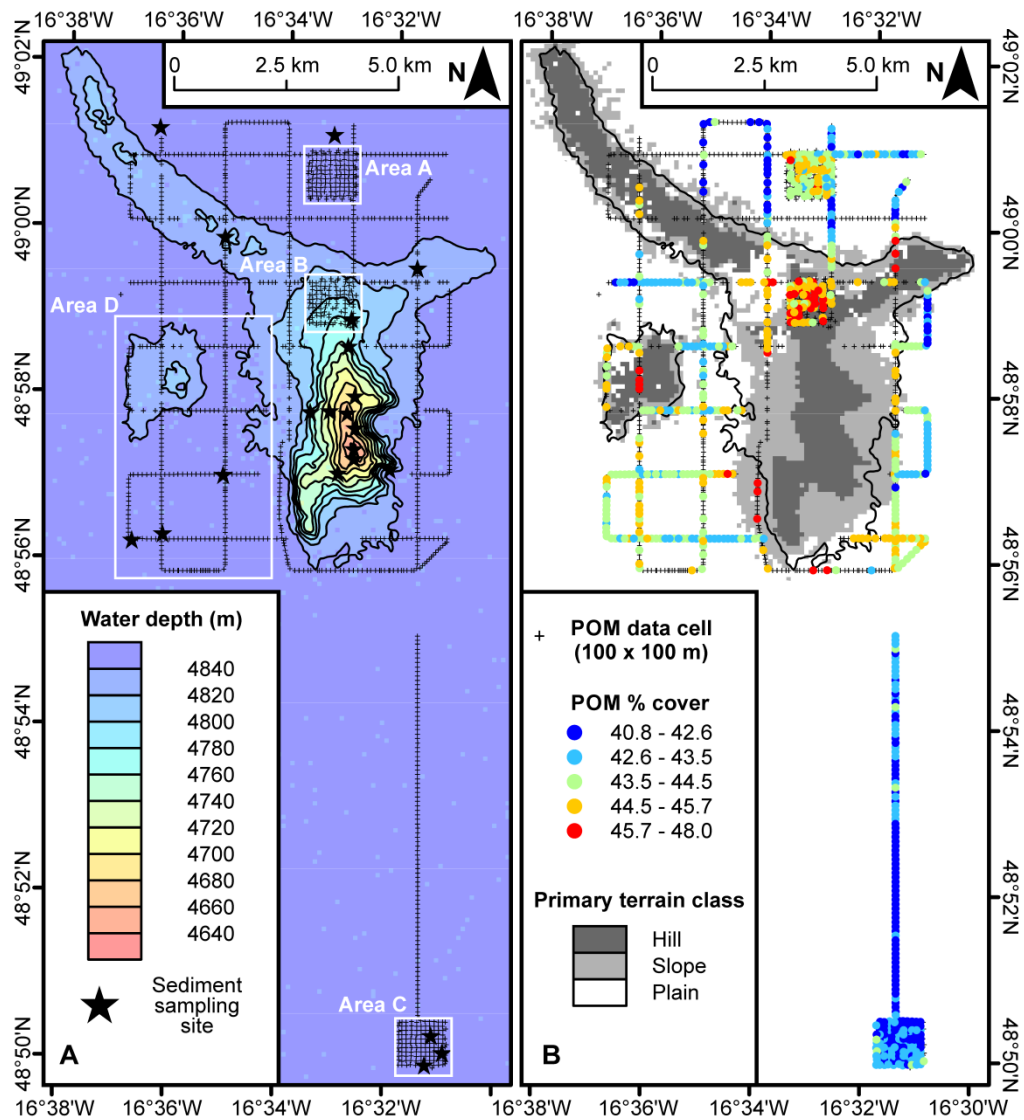 16°38'W 16°36'W 16°34'W 16°32'W
16°38'W 16°36'W 16°34'W 16°32'W
49°02'N
49°00'N
48°58'N
48°56'N
48°54'N
48°52'N
48°50'N
0 2.5 km 5.0 km
N
Area A
Area B
Area D
Area C
Water depth (m)
4840
4820
4800
4780
4760
4740
4720
4700
4680
4660
4640
Sediment
sampling
site
A
16°38'W 16°36'W 16°34'W 16°32'W
0 2.5 km 5.0 km
N
+ POM data cell
(100 x 100 m)
POM % cover
40.8 - 42.6
42.6 - 43.5
43.5 - 44.5
44.5 - 45.7
45.7 - 48.0
Primary terrain class
Hill
Slope
Plain
B
49°02'N
49°00'N
48°58'N
48°56'N
48°54'N
48°52'N
48°50'N
16°38'W 16°36'W 16°34'W 16°32'W